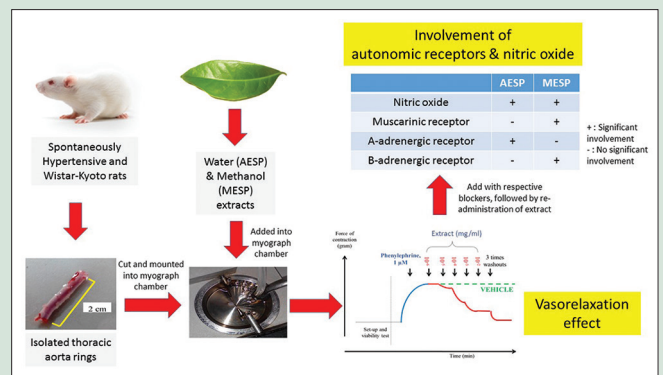 Involvement of
autonomic receptors & nitric oxide
AESP MESP
Nitric oxide + +
Muscarinic receptor - +
A-adrenergic receptor + -
B-adrenergic receptor - +
+ : Significant
involvement
- : No significant
involvement
Spontaneously
Hypertensive and
Wistar-Kyoto rats
Water (AESP)
& Methanol
(MESP)
extracts
Add with respective
blockers, followed by re-
administration of extract
Cut and mounted
into myograph
chamber
Added into
myograph
chamber
2 cm
Isolated thoracic
aorta rings
Force of
contraction
(gram)
Extract (mg/ml)
Phenylephrine,
1 µM
3 times
washouts
VEHICLE
Set-up and
viability test
Time (min)
Vasorelaxation
effect